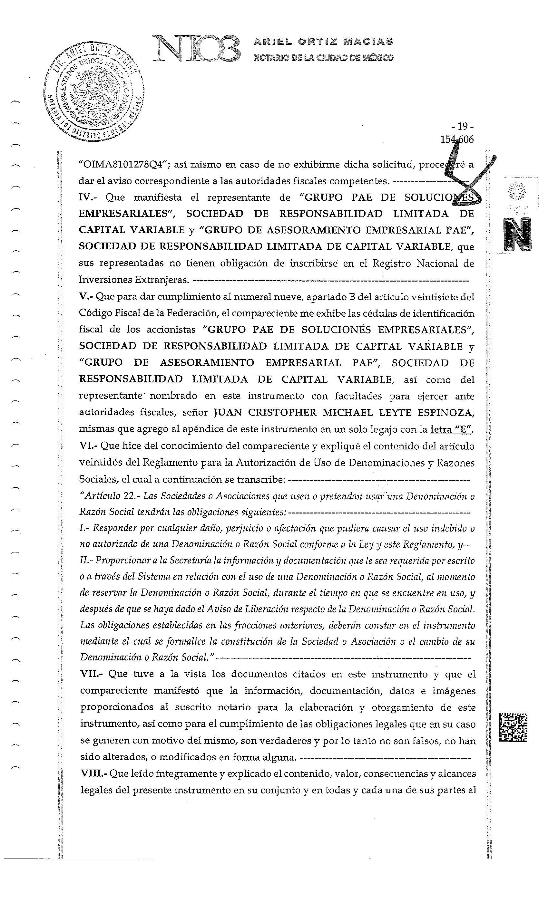 NIO3
ARIEL ORTIZ MACIAS
NOTARIO DE LA CIUDAD DE MÉXICO
- 19 -
154,606
"OIMA8101278Q4"; así mismo en caso de no exhibirme dicha solicitud, procederé a
dar el aviso correspondiente a las autoridades fiscales competentes. ----------------
IV.- Que manifiesta el representante de "GRUPO PAE DE SOLUCIONES
EMPRESARIALES", SOCIEDAD DE RESPONSABILIDAD LIMITADA DE
CAPITAL VARIABLE y "GRUPO DE ASESORAMIENTO EMPRESARIAL PAE",
SOCIEDAD DE RESPONSABILIDAD LIMITADA DE CAPITAL VARIABLE, que
sus representadas no tienen obligación de inscribirse en el Registro Nacional de
Inversiones Extranjeras. ----------------
V.- Que para dar cumplimiento al numeral nueve, apartado B del artículo veintisiete del
Código Fiscal de la Federación, el compareciente me exhibe las cédulas de identificación
fiscal de los accionistas "GRUPO PAE DE SOLUCIONES EMPRESARIALES",
SOCIEDAD DE RESPONSABILIDAD LIMITADA DE CAPITAL VARIABLE y
"GRUPO DE ASESORAMIENTO EMPRESARIAL PAE", SOCIEDAD DE
RESPONSABILIDAD LIMITADA DE CAPITAL VARIABLE, así como del
representante nombrado en este instrumento con facultades para ejercer ante
autoridades fiscales, señor JUAN CRISTOPHER MICHAEL LEYTE ESPINOZA,
mismas que agrego al apéndice de este instrumento en un solo legajo con la letra "E".
VI.- Que hice del conocimiento del compareciente y expliqué el contenido del artículo
veintidós del Reglamento para la Autorización de Uso de Denominaciones y Razones
Sociales, el cual a continuación se transcribe: ----------------
"Artículo 22.- Las Sociedades o Asociaciones que usen o pretendan usar una Denominación o
Razón Social tendrán las obligaciones siguientes: ----------------
I.- Responder por cualquier daño, perjuicio o afectación que pudiera causar el uso indebido o
no autorizado de una Denominación o Razón Social conforme a la Ley y este Reglamento, y--
II.- Proporcionar a la Secretaría la información y documentación que le sea requerida por escrito
o a través del Sistema en relación con el uso de una Denominación o Razón Social, al momento
de reservar la Denominación o Razón Social, durante el tiempo en que se encuentre en uso, y
después de que se haya dado el Aviso de Liberación respecto de la Denominación o Razón Social.
Las obligaciones establecidas en las fracciones anteriores, deberán constar en el instrumento
mediante el cual se formalice la constitución de la Sociedad o Asociación o el cambio de su
Denominación o Razón Social." ----------------
VII.- Que tuve a la vista los documentos citados en este instrumento y que el
compareciente manifestó que la información, documentación, datos e imágenes
proporcionados al suscrito notario para la elaboración y otorgamiento de este
instrumento, así como para el cumplimiento de las obligaciones legales que en su caso
se generen con motivo del mismo, son verdaderos y por lo tanto no son falsos, no han
sido alterados, o modificados en forma alguna. ----------------
VIII.- Que leído íntegramente y explicado el contenido, valor, consecuencias y alcances
legales del presente instrumento en su conjunto y en todas y cada una de sus partes al
N